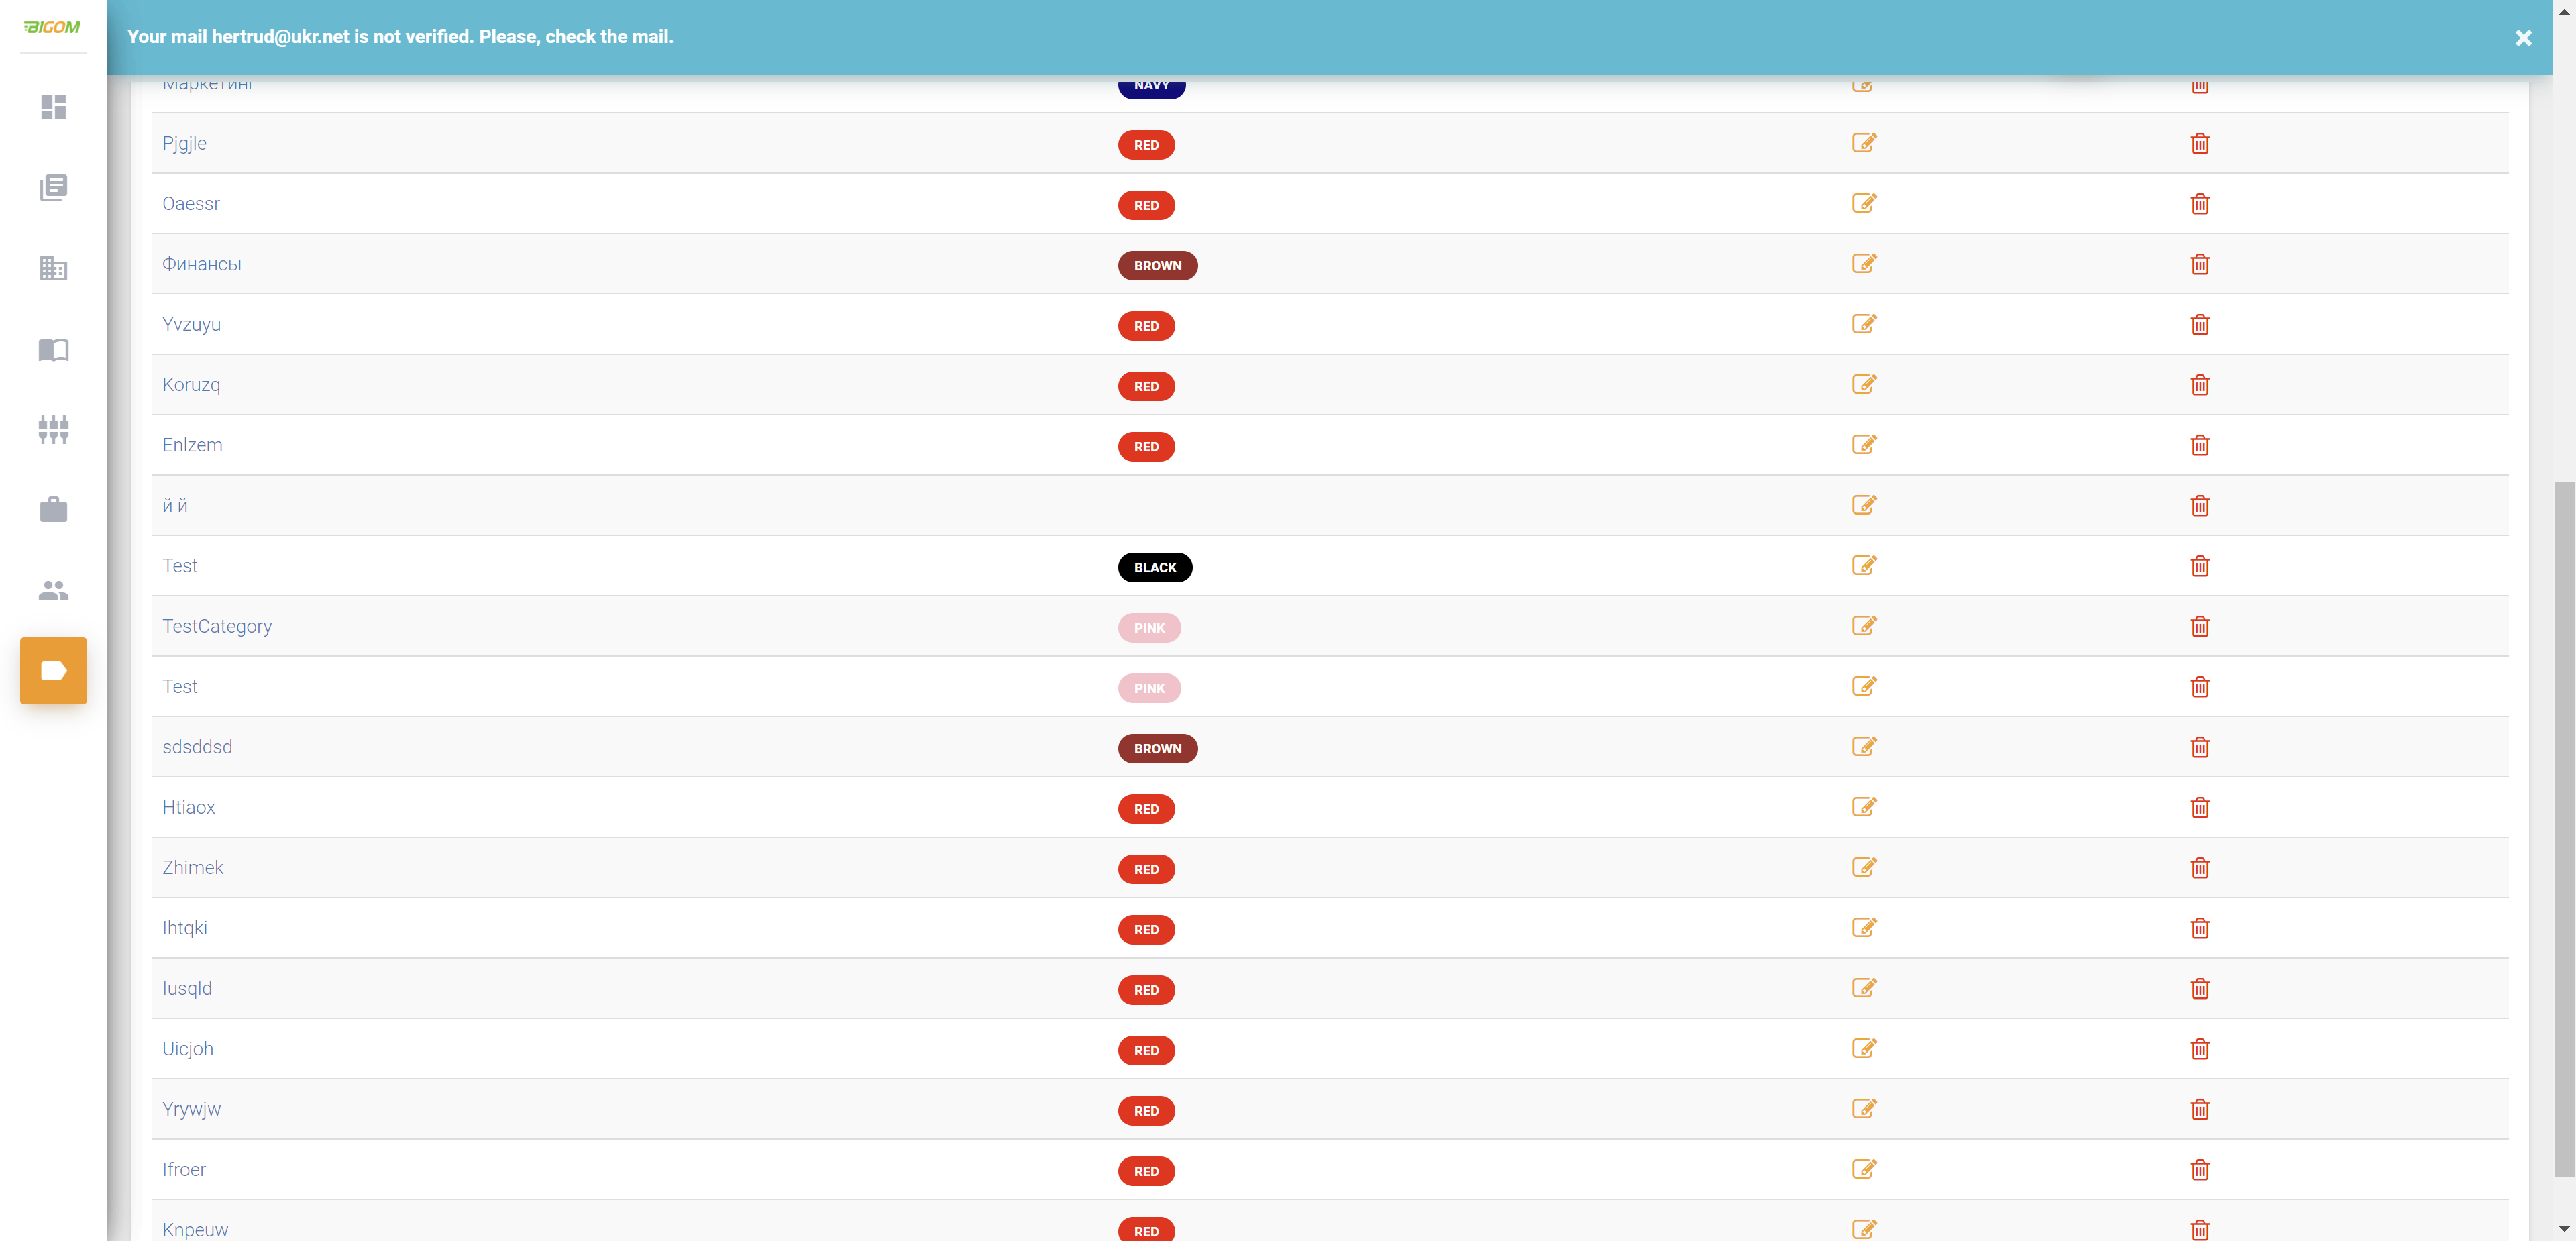 BIGOM
Your mail hertrud@ukr.net is not verified. Please, check the mail.
Маркетинг NAVY
Pjgjle RED
Oaessr RED
Финансы BROWN
Yvzuyu RED
Koruzq RED
Enlzem RED
й й
Test BLACK
TestCategory PINK
Test PINK
sdsddsd BROWN
Htiaox RED
Zhimek RED
Ihtqki RED
Iusqld RED
Uicjoh RED
Yrywjw RED
Ifroer RED
Knpeuw RED